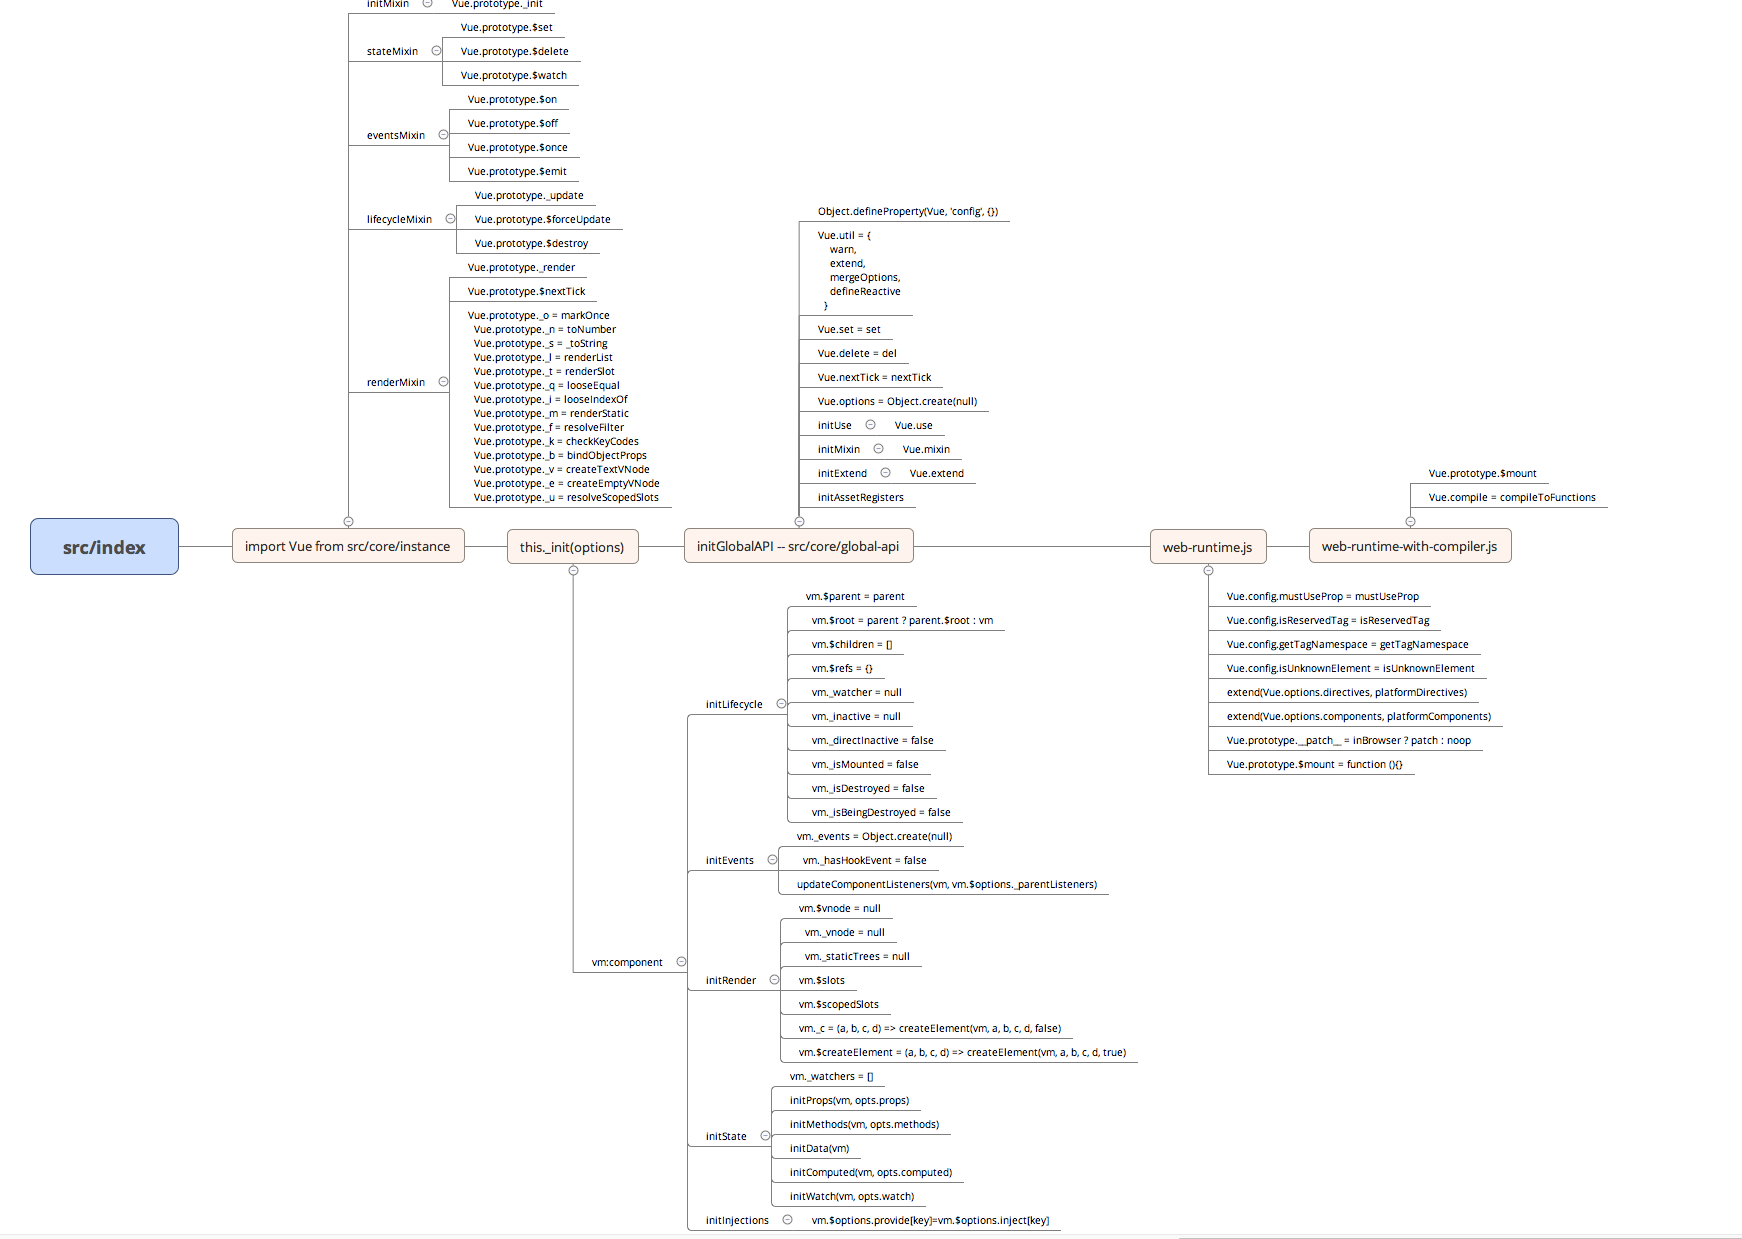 initMixin
Vue.prototype._init
stateMixin
Vue.prototype.$set
Vue.prototype.$delete
Vue.prototype.$watch
eventsMixin
Vue.prototype.$on
Vue.prototype.$off
Vue.prototype.$once
Vue.prototype.$emit
lifecycleMixin
Vue.prototype._update
Vue.prototype.$forceUpdate
Vue.prototype.$destroy
renderMixin
Vue.prototype._render
Vue.prototype.$nextTick
Vue.prototype._o = markOnce
Vue.prototype._n = toNumber
Vue.prototype._s = _toString
Vue.prototype._l = renderList
Vue.prototype._t = renderSlot
Vue.prototype._q = looseEqual
Vue.prototype._i = looseIndexOf
Vue.prototype._m = renderStatic
Vue.prototype._f = resolveFilter
Vue.prototype._k = checkKeyCodes
Vue.prototype._b = bindObjectProps
Vue.prototype._v = createTextVNode
Vue.prototype._e = createEmptyVNode
Vue.prototype._u = resolveScopedSlots
Object.defineProperty(Vue, 'config', {})
Vue.util = {
warn,
extend,
mergeOptions,
defineReactive
}
Vue.set = set
Vue.delete = del
Vue.nextTick = nextTick
Vue.options = Object.create(null)
initUse
Vue.use
initMixin
Vue.mixin
initExtend
Vue.extend
initAssetRegisters
Vue.prototype.$mount
Vue.compile = compileToFunctions
src/index
import Vue from src/core/instance
this._init(options)
initGlobalAPI -- src/core/global-api
web-runtime.js
web-runtime-with-compiler.js
vm:component
initLifecycle
vm.$parent = parent
vm.$root = parent ? parent.$root : vm
vm.$children = []
vm.$refs = {}
vm._watcher = null
vm._inactive = null
vm._directInactive = false
vm._isMounted = false
vm._isDestroyed = false
vm._isBeingDestroyed = false
initEvents
vm._events = Object.create(null)
vm._hasHookEvent = false
updateComponentListeners(vm, vm.$options._parentListeners)
initRender
vm.$vnode = null
vm._vnode = null
vm._staticTrees = null
vm.$slots
vm.$scopedSlots
vm._c = (a, b, c, d) => createElement(vm, a, b, c, d, false)
vm.$createElement = (a, b, c, d) => createElement(vm, a, b, c, d, true)
initState
vm._watchers = []
initProps(vm, opts.props)
initMethods(vm, opts.methods)
initData(vm)
initComputed(vm, opts.computed)
initWatch(vm, opts.watch)
initInjections
vm.$options.provide[key]=vm.$options.inject[key]
Vue.config.mustUseProp = mustUseProp
Vue.config.isReservedTag = isReservedTag
Vue.config.getTagNamespace = getTagNamespace
Vue.config.isUnknownElement = isUnknownElement
extend(Vue.options.directives, platformDirectives)
extend(Vue.options.components, platformComponents)
Vue.prototype.__patch__ = inBrowser ? patch : noop
Vue.prototype.$mount = function (){}